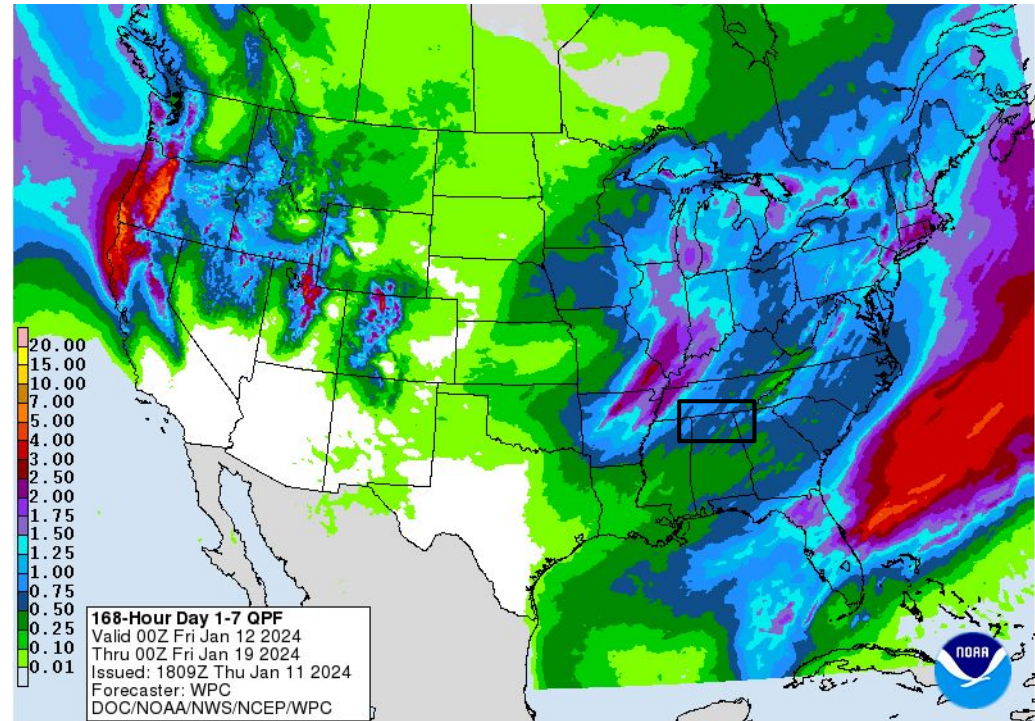 20.00
15.00
10.00
7.00
5.00
4.00
3.00
2.50
2.00
1.75
1.50
1.25
1.00
0.75
0.50
0.25
0.10
0.01
168-Hour Day 1-7 QPF
Valid 00Z Fri Jan 12 2024
Thru 00Z Fri Jan 19 2024
Issued: 1809Z Thu Jan 11 2024
Forecaster: WPC
DOC/NOAA/NWS/NCEP/WPC
NOAA